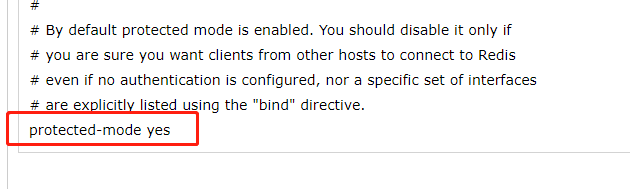 #
# By default protected mode is enabled. You should disable it only if
# you are sure you want clients from other hosts to connect to Redis
# even if no authentication is configured, nor a specific set of interfaces
# are explicitly listed using the "bind" directive.
protected-mode yes